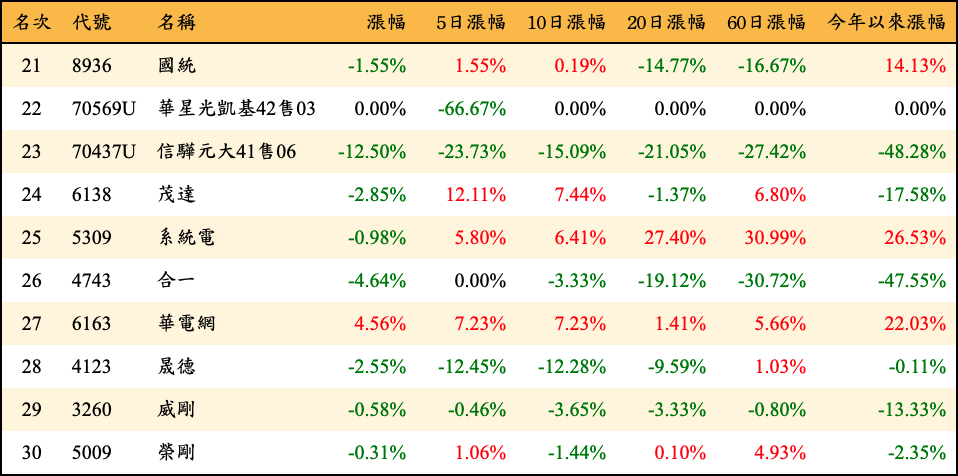 名次 代號 名稱 漲幅 5日漲幅 10日漲幅 20日漲幅 60日漲幅 今年以來漲幅
21 8936 國統 -1.55% 1.55% 0.19% -14.77% -16.67% 14.13%
22 70569U 華星光凱基42售03 0.00% -66.67% 0.00% 0.00% 0.00% 0.00%
23 70437U 信驊元大41售06 -12.50% -23.73% -15.09% -21.05% -27.42% -48.28%
24 6138 茂達 -2.85% 12.11% 7.44% -1.37% 6.80% -17.58%
25 5309 系統電 -0.98% 5.80% 6.41% 27.40% 30.99% 26.53%
26 4743 合一 -4.64% 0.00% -3.33% -19.12% -30.72% -47.55%
27 6163 華電網 4.56% 7.23% 7.23% 1.41% 5.66% 22.03%
28 4123 晟德 -2.55% -12.45% -12.28% -9.59% 1.03% -0.11%
29 3260 威剛 -0.58% -0.46% -3.65% -3.33% -0.80% -13.33%
30 5009 榮剛 -0.31% 1.06% -1.44% 0.10% 4.93% -2.35%